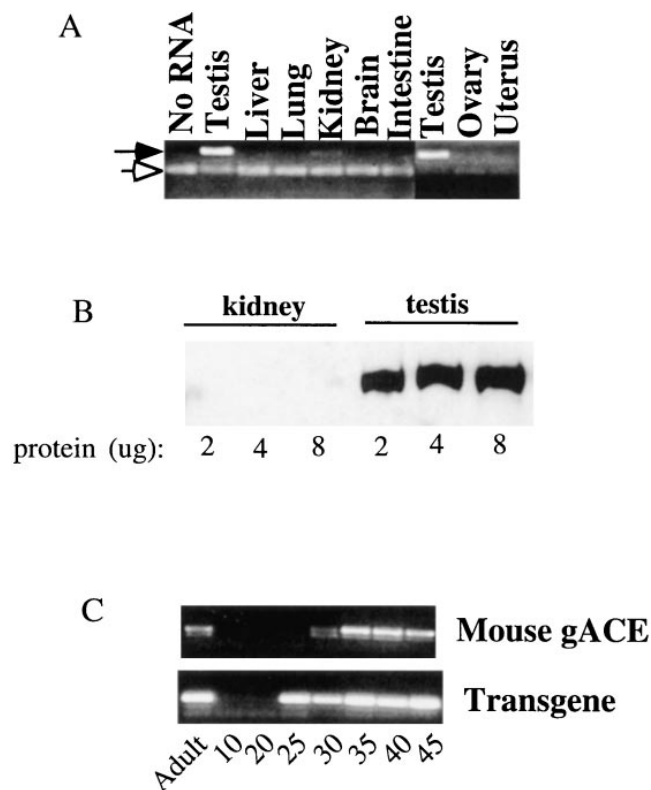 A
No RNA
Testis
Liver
Lung
Kidney
Brain
Intestine
Testis
Ovary
Uterus
B
kidney testis
protein (ug): 2 4 8 2 4 8
C
Mouse gACE
Transgene
Adult 10 20 25 30 35 40 45